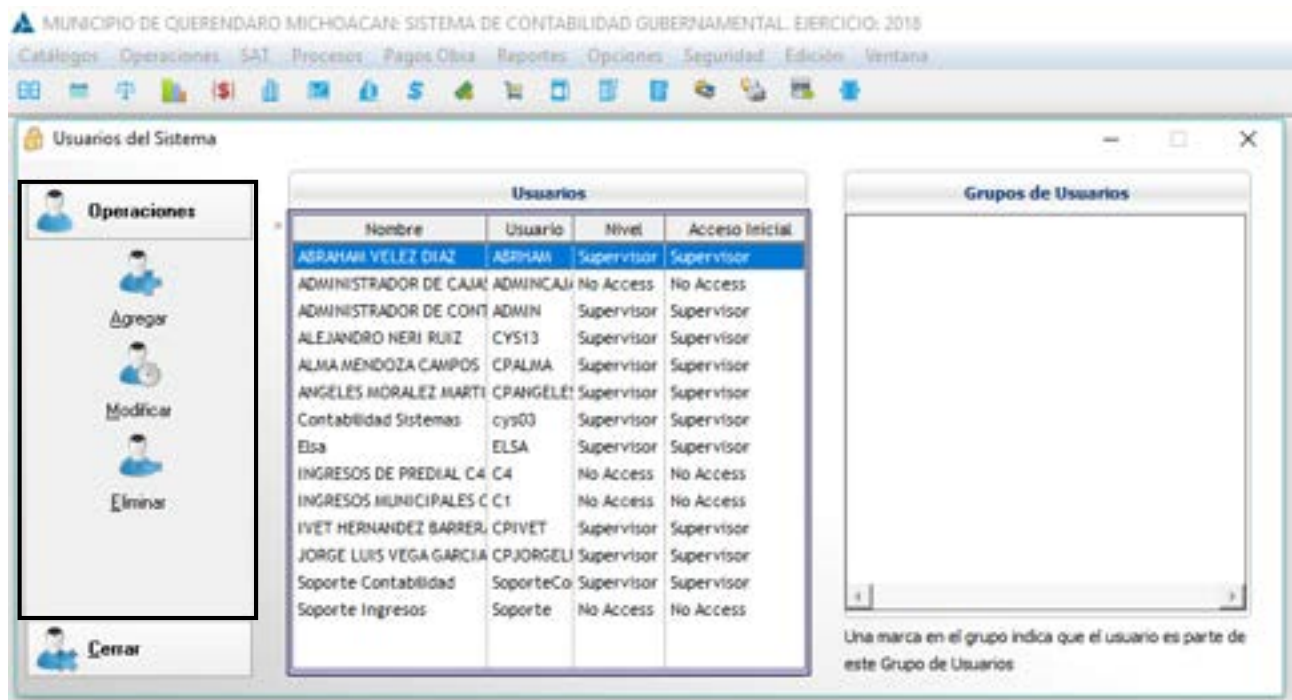 MUNICIPIO DE QUERENDARO MICHOACAN: SISTEMA DE CONTABILIDAD GUBERNAMENTAL. EJERCICIO: 2018
Catálogos Operaciones SAT Procesos Pagos Obra Reportes Opciones Seguridad Edición Ventana
Usuarios del Sistema
Operaciones
Agregar
Modificar
Eliminar
Cerrar
Usuarios
Nombre Usuario Nivel Acceso Inicial
ABRAHAM VELEZ DIAZ ABRHAM Supervisor Supervisor
ADMINISTRADOR DE CAJAS ADMINCAJ No Access No Access
ADMINISTRADOR DE CONT ADMIN Supervisor Supervisor
ALEJANDRO NERI RUIZ CYS13 Supervisor Supervisor
ALMA MENDOZA CAMPOS CPALMA Supervisor Supervisor
ANGELES MORALEZ MARTI CPANGELES Supervisor Supervisor
Contabilidad Sistemas cys03 Supervisor Supervisor
Elsa ELSA Supervisor Supervisor
INGRESOS DE PREDIAL C4 C4 No Access No Access
INGRESOS MUNICIPALES C C1 No Access No Access
IVET HERNANDEZ BARRER CPIVET Supervisor Supervisor
JORGE LUIS VEGA GARCIA CPJORGEL Supervisor Supervisor
Soporte Contabilidad SoporteCo Supervisor Supervisor
Soporte Ingresos Soporte No Access No Access
Grupos de Usuarios
Una marca en el grupo indica que el usuario es parte de
este Grupo de Usuarios